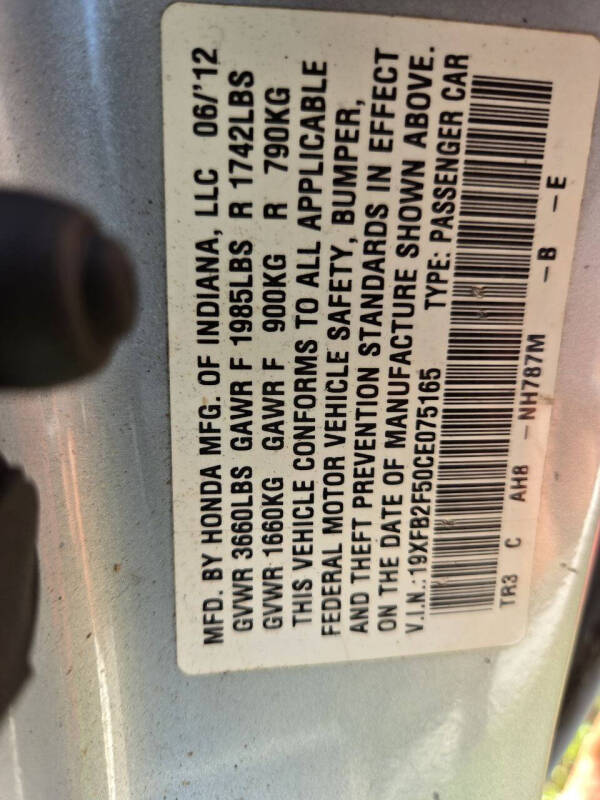 MFD. BY HONDA MFG. OF INDIANA, LLC 06/'12
GVWR 3660LBS GAWR F 1985LBS R 1742LBS
GVWR 1660KG GAWR F 900KG R 790KG
THIS VEHICLE CONFORMS TO ALL APPLICABLE
FEDERAL MOTOR VEHICLE SAFETY, BUMPER,
AND THEFT PREVENTION STANDARDS IN EFFECT
ON THE DATE OF MANUFACTURE SHOWN ABOVE.
V.I.N.:19XFB2F50CE075165 TYPE: PASSENGER CAR
TR3 C AH8 -NH787M -B -E